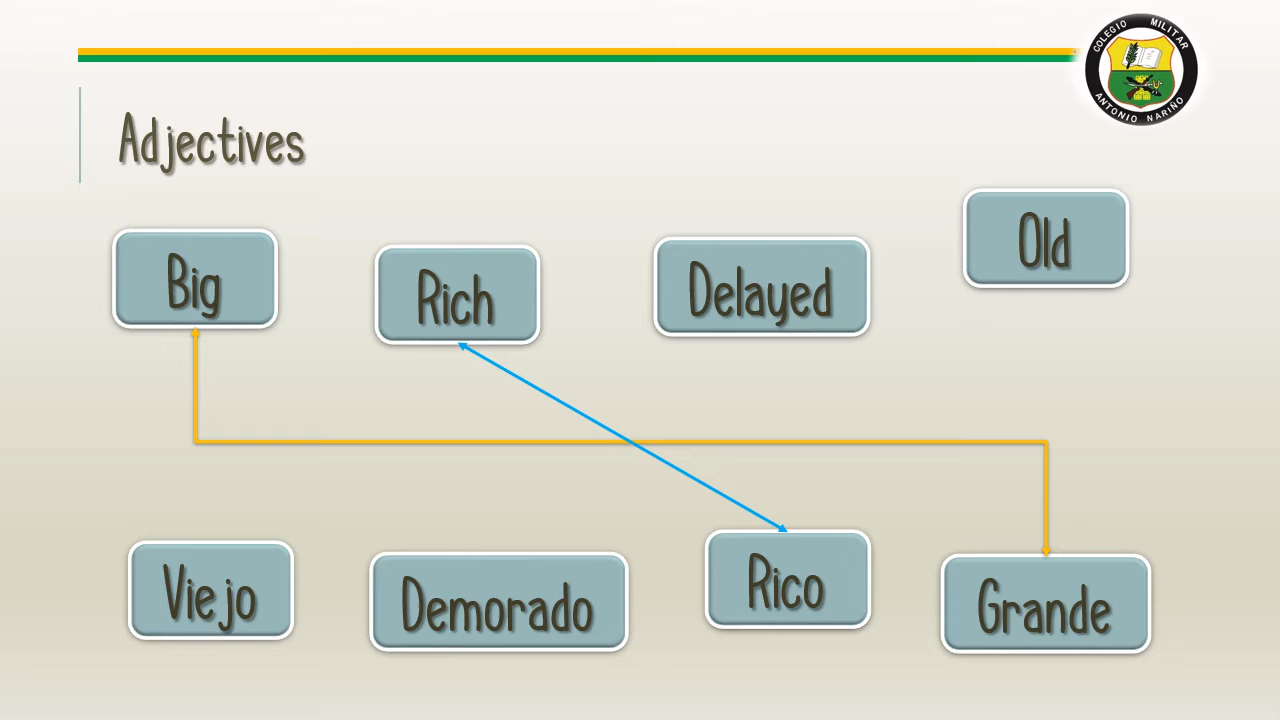 COLEGIO MILITAR
ANTONIO NARIÑO
Adjectives
Big
Rich
Delayed
Old
Viejo
Demorado
Rico
Grande